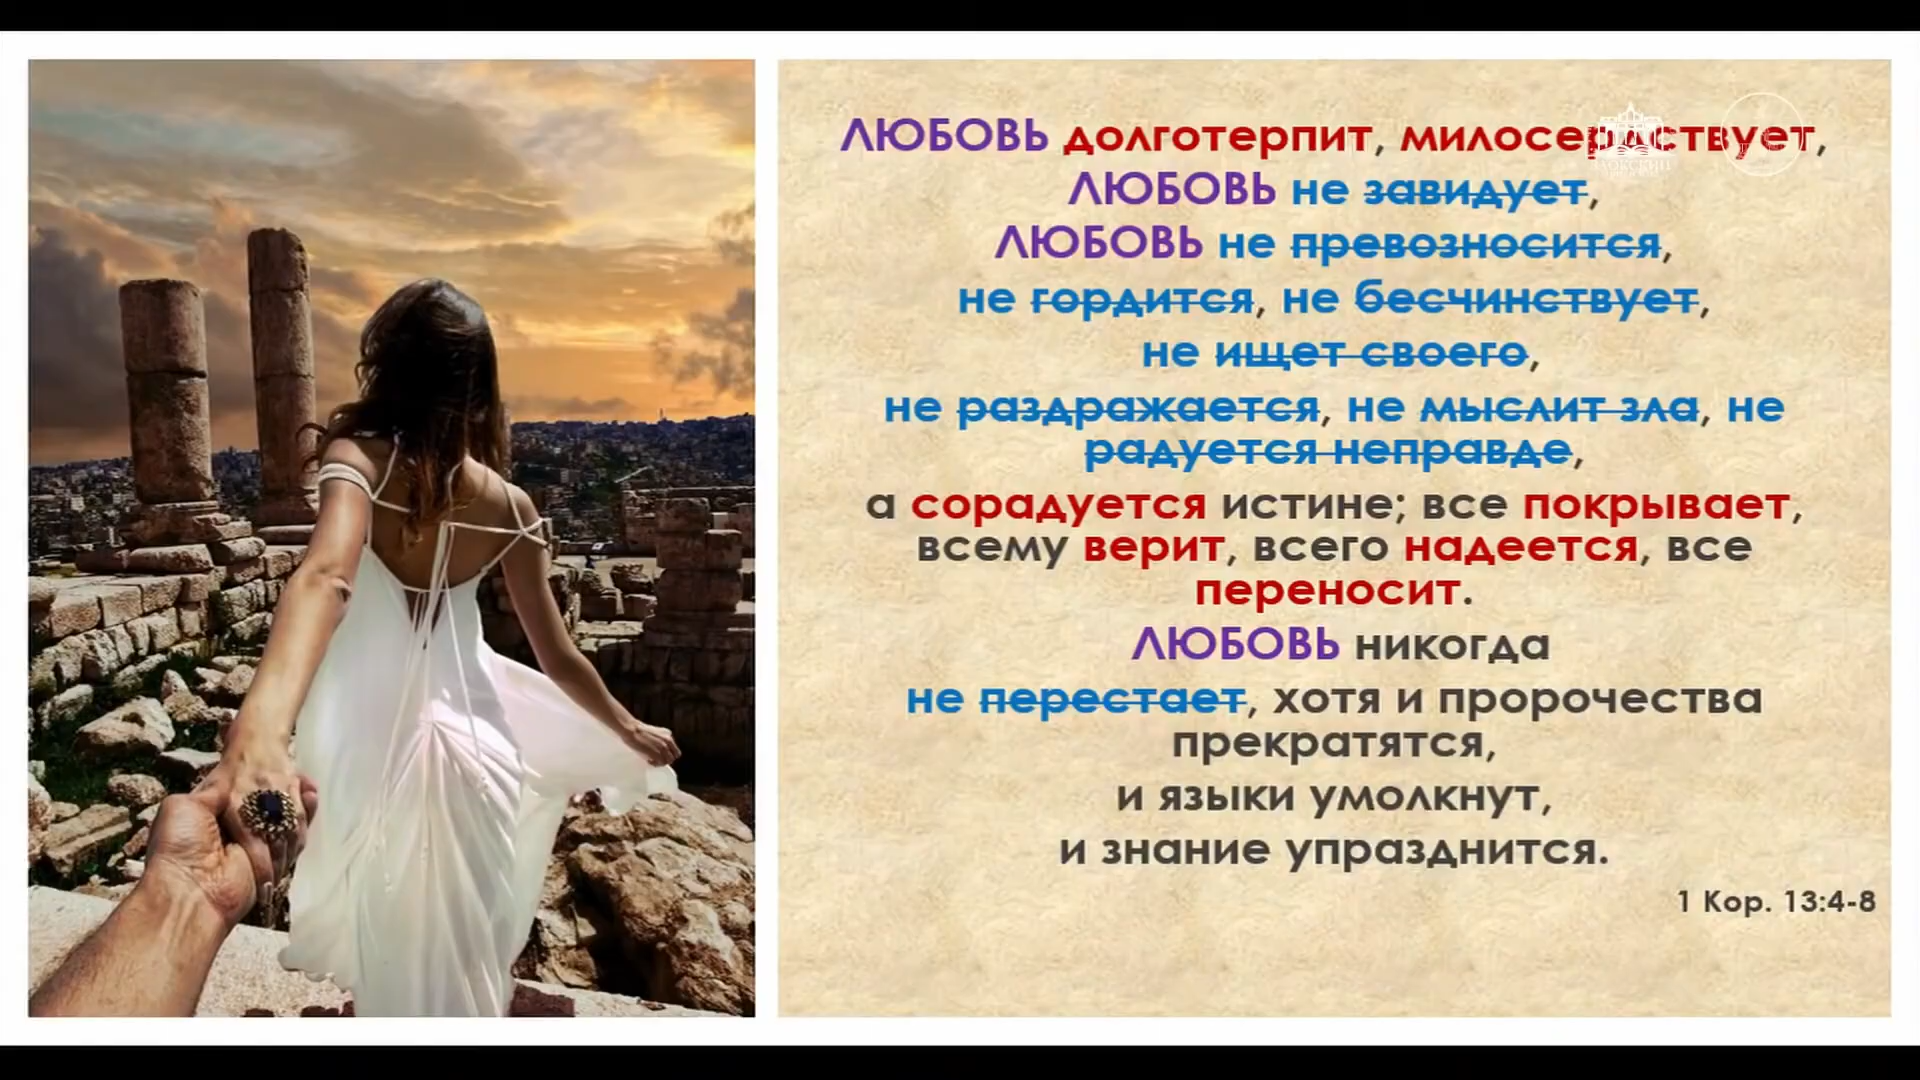 ЛЮБОВЬ долготерпит, милосердствует,
ЛЮБОВЬ не завидует,
ЛЮБОВЬ не превозносится,
не гордится, не бесчинствует,
не ищет своего,
не раздражается, не мыслит зла, не
радуется неправде,
а сорадуется истине; все покрывает,
всему верит, всего надеется, все
переносит.
ЛЮБОВЬ никогда
не перестает, хотя и пророчества
прекратятся,
и языки умолкнут,
и знание упразднится.
1 Кор. 13:4-8